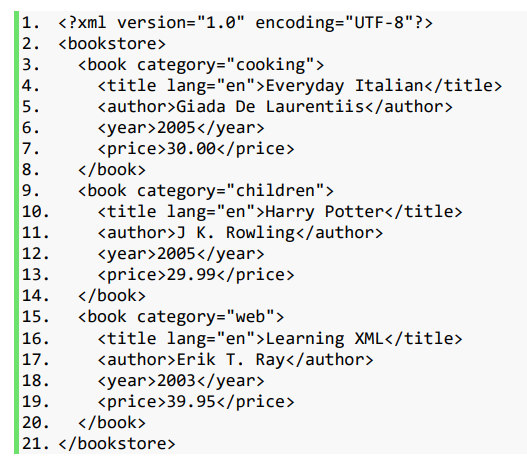 1. <?xml version="1.0" encoding="UTF-8"?>
2. <bookstore>
3.   <book category="cooking">
4.     <title lang="en">Everyday Italian</title>
5.     <author>Giada De Laurentiis</author>
6.     <year>2005</year>
7.     <price>30.00</price>
8.   </book>
9.   <book category="children">
10.     <title lang="en">Harry Potter</title>
11.     <author>J K. Rowling</author>
12.     <year>2005</year>
13.     <price>29.99</price>
14.   </book>
15.   <book category="web">
16.     <title lang="en">Learning XML</title>
17.     <author>Erik T. Ray</author>
18.     <year>2003</year>
19.     <price>39.95</price>
20.   </book>
21. </bookstore>